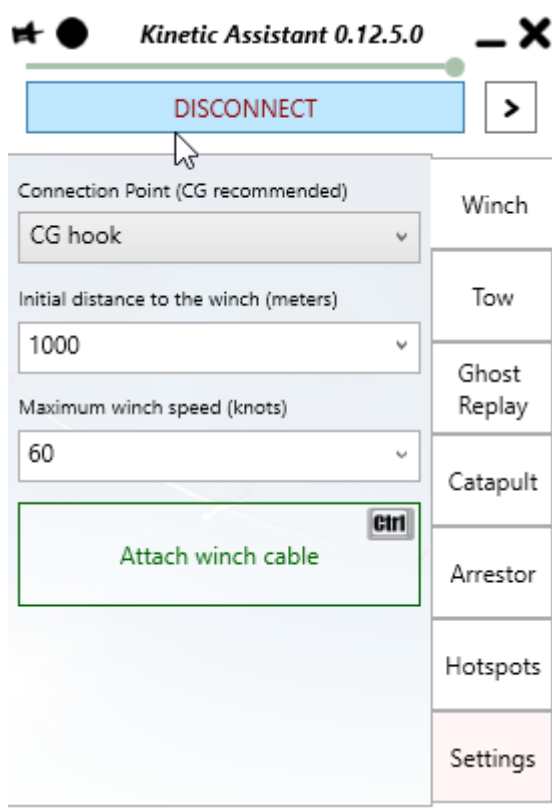 Kinetic Assistant 0.12.5.0
DISCONNECT
>
Connection Point (CG recommended)
CG hook
Initial distance to the winch (meters)
1000
Maximum winch speed (knots)
60
Ctrl
Attach winch cable
Winch
Tow
Ghost
Replay
Catapult
Arrestor
Hotspots
Settings